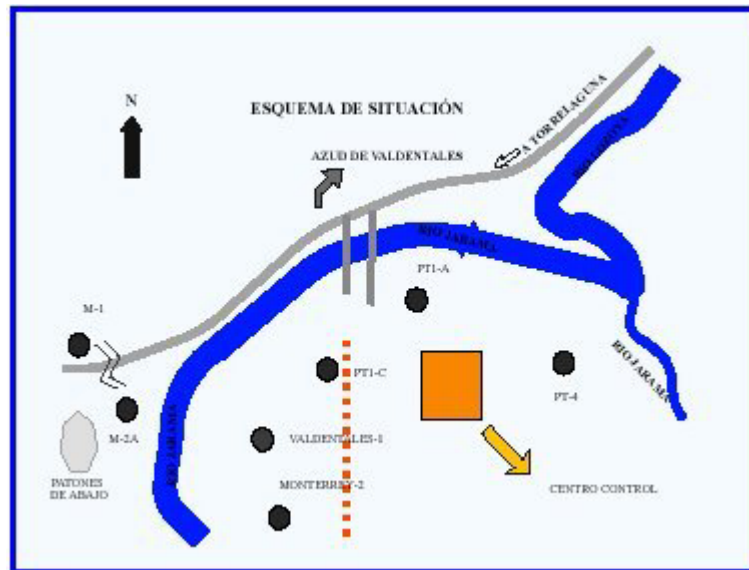 N
ESQUEMA DE SITUACIÓN
A TORRELAGUNA
RIO LOZOYA
AZUD DE VALDENTALES
RIO JARAMA
PT1-A
M-1
RIO JARAMA
PT1-C
PT-4
M-2A
RIO JARAMA
VALDENTALES-1
PATONES
DE ABAJO
MONTERREY-2
CENTRO CONTROL